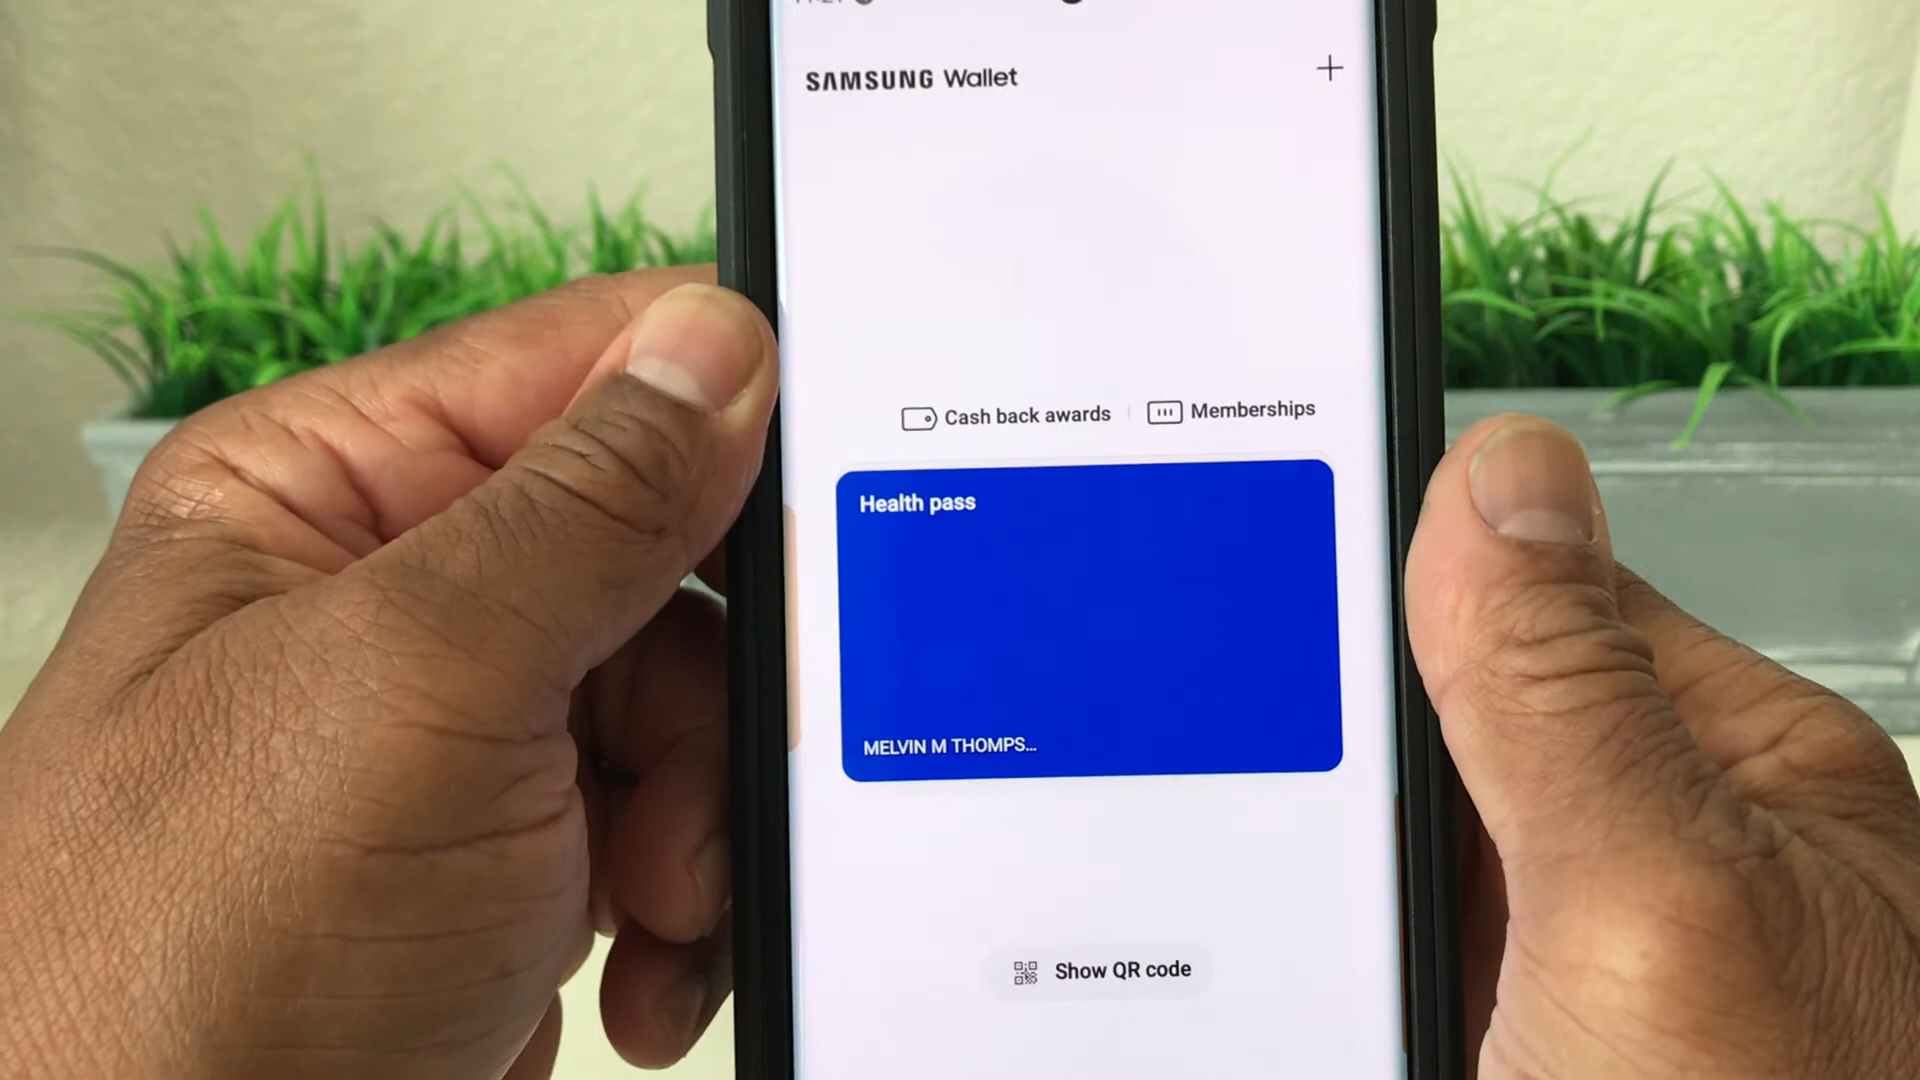 SAMSUNG Wallet
Cash back awards
Memberships
Health pass
MELVIN M THOMPS...
Show QR code